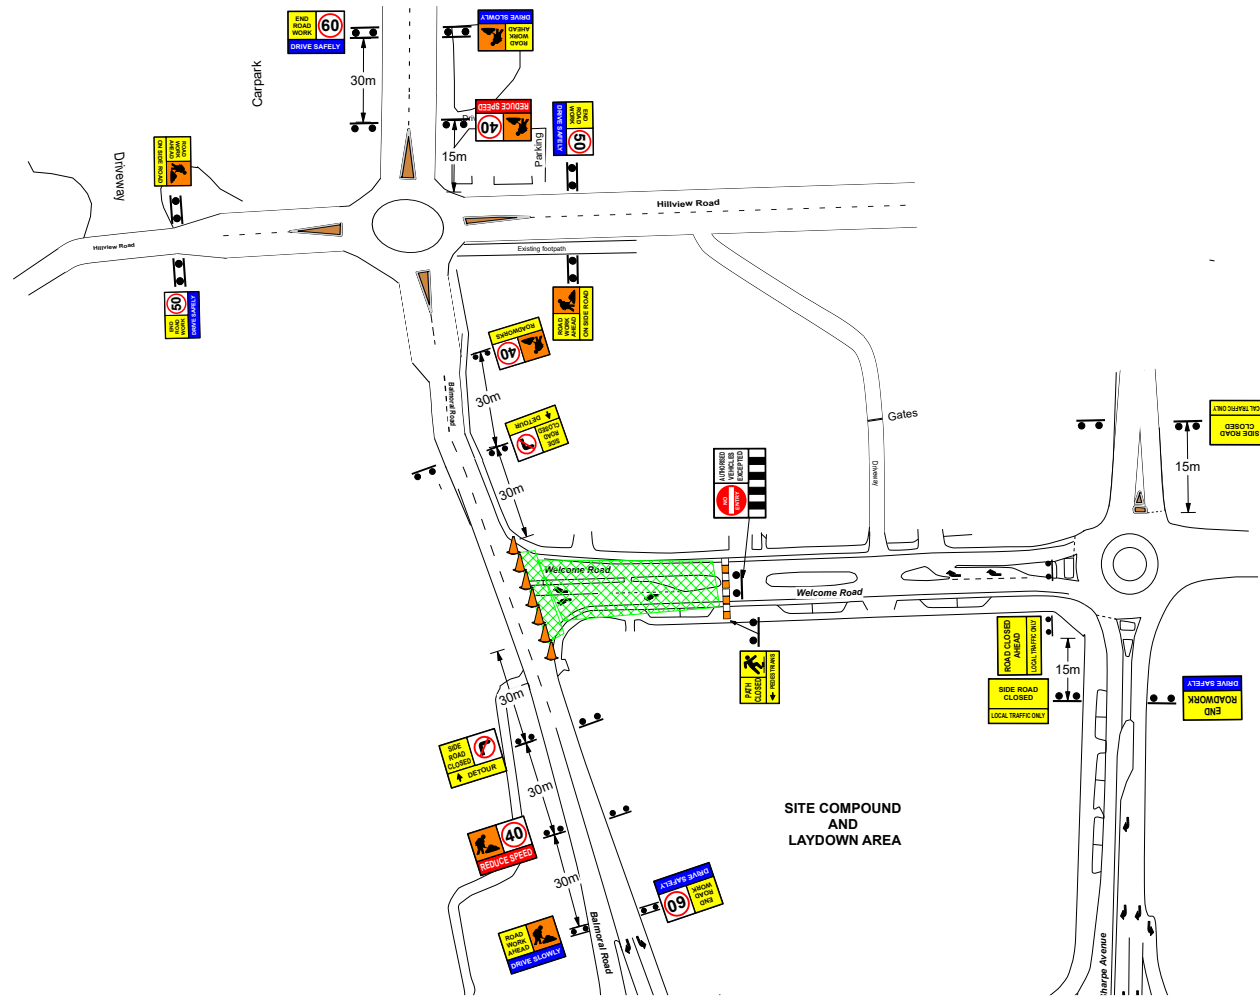 END
ROAD
WORK
60
DRIVE SAFELY
30m
Carpark
DRIVE SLOWLY
ROAD
WORK
AHEAD
REDUCE SPEED
40
15m
Parking
END
ROAD
WORK
50
DRIVE SAFELY
ROAD
WORK
AHEAD
ON SIDE ROAD
Driveway
Hillview Road
Hillview Road
Existing footpath
50
END
ROAD
WORK
DRIVE SAFELY
ROAD
WORK
AHEAD
ON SIDE ROAD
ROADWORKS
40
30m
Balmoral Road
SIDE
ROAD
CLOSED
DETOUR
30m
Gates
Driveway
AUTHORISED
VEHICLES
EXCEPTED
NO
ENTRY
CAL TRAFFIC ONLY
SIDE ROAD
CLOSED
15m
Welcome Road
Welcome Road
PATH
CLOSED
PEDESTRIANS
ROAD CLOSED
AHEAD
LOCAL TRAFFIC ONLY
15m
SIDE ROAD
CLOSED
LOCAL TRAFFIC ONLY
DRIVE SAFELY
END
ROADWORK
30m
SIDE
ROAD
CLOSED
DETOUR
30m
40
REDUCE SPEED
30m
ROAD
WORK
AHEAD
DRIVE SLOWLY
Balmoral Road
DRIVE SAFELY
60
END
ROAD
WORK
SITE COMPOUND
AND
LAYDOWN AREA
harpe Avenue